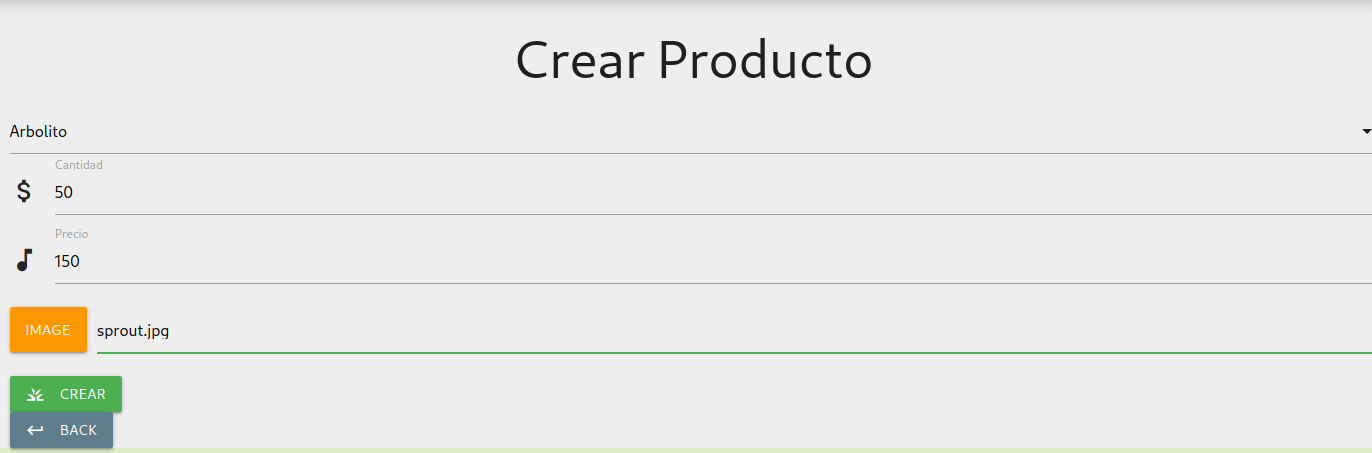 Crear Producto
Arbolito
Cantidad
50
Precio
150
IMAGE sprout.jpg
CREAR
BACK